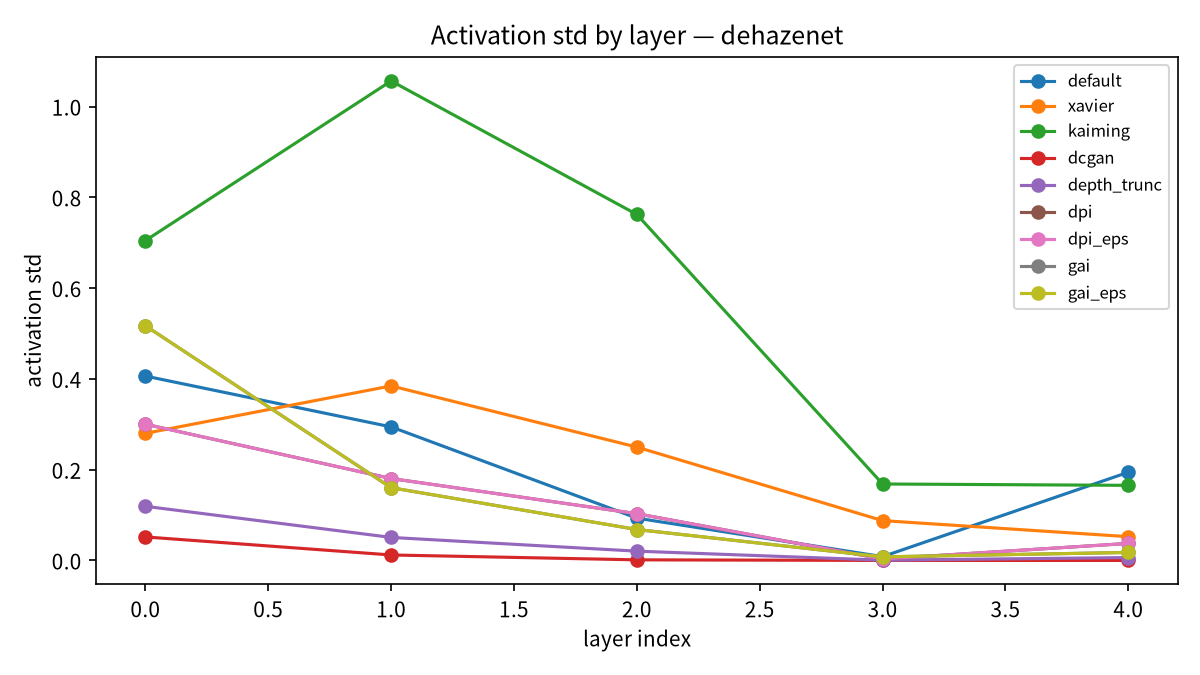 Activation std by layer — dehazenet
default
xavier
kaiming
dcgan
depth_trunc
dpi
dpi_eps
gai
gai_eps
activation std
1.0
0.8
0.6
0.4
0.2
0.0
0.0 0.5 1.0 1.5 2.0 2.5 3.0 3.5 4.0
layer index